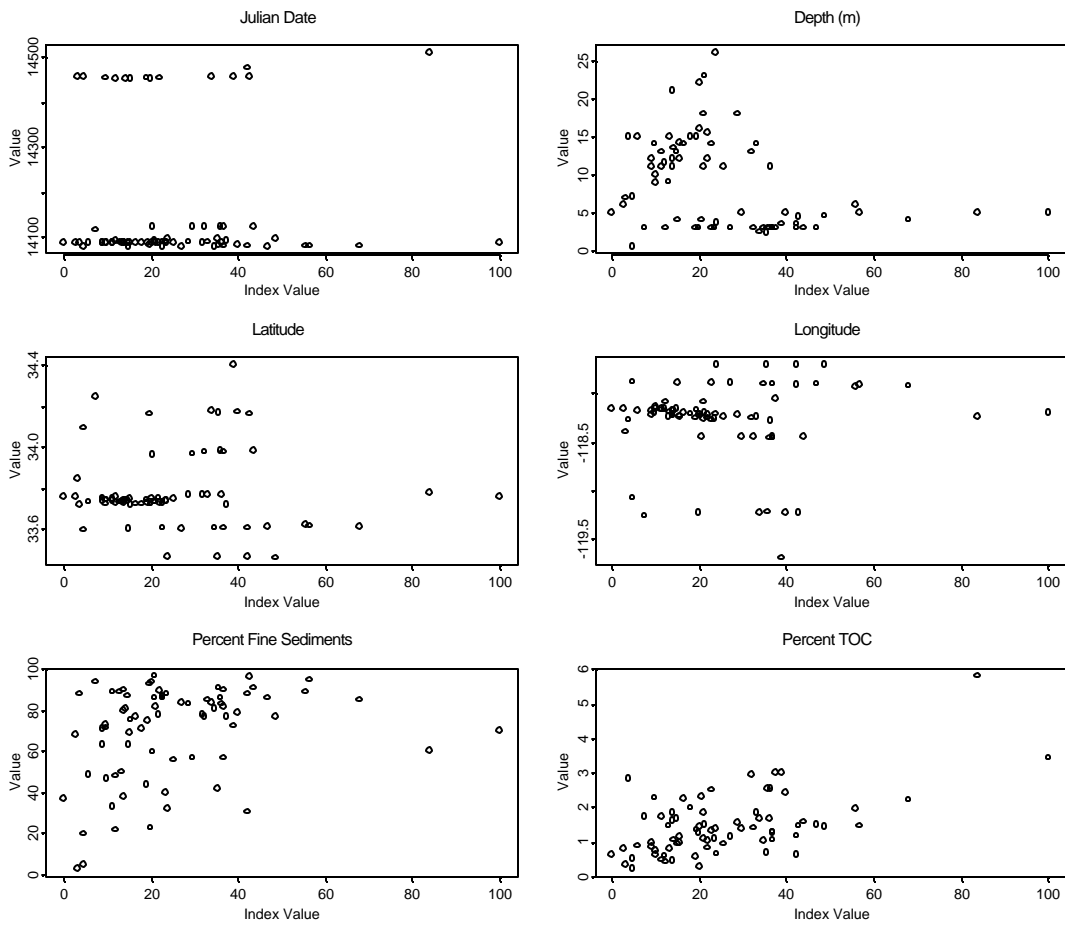 Julian Date
Depth (m)
Value
14500
14300
14100
0 20 40 60 80 100
Index Value
Value
25
20
15
10
5
0
0 20 40 60 80 100
Index Value
Latitude
Longitude
Value
34.4
34.0
33.6
0 20 40 60 80 100
Index Value
Value
-118.5
-119.5
0 20 40 60 80 100
Index Value
Percent Fine Sediments
Percent TOC
Value
100
80
60
40
20
0
0 20 40 60 80 100
Index Value
Value
6
5
4
3
2
1
0
0 20 40 60 80 100
Index Value